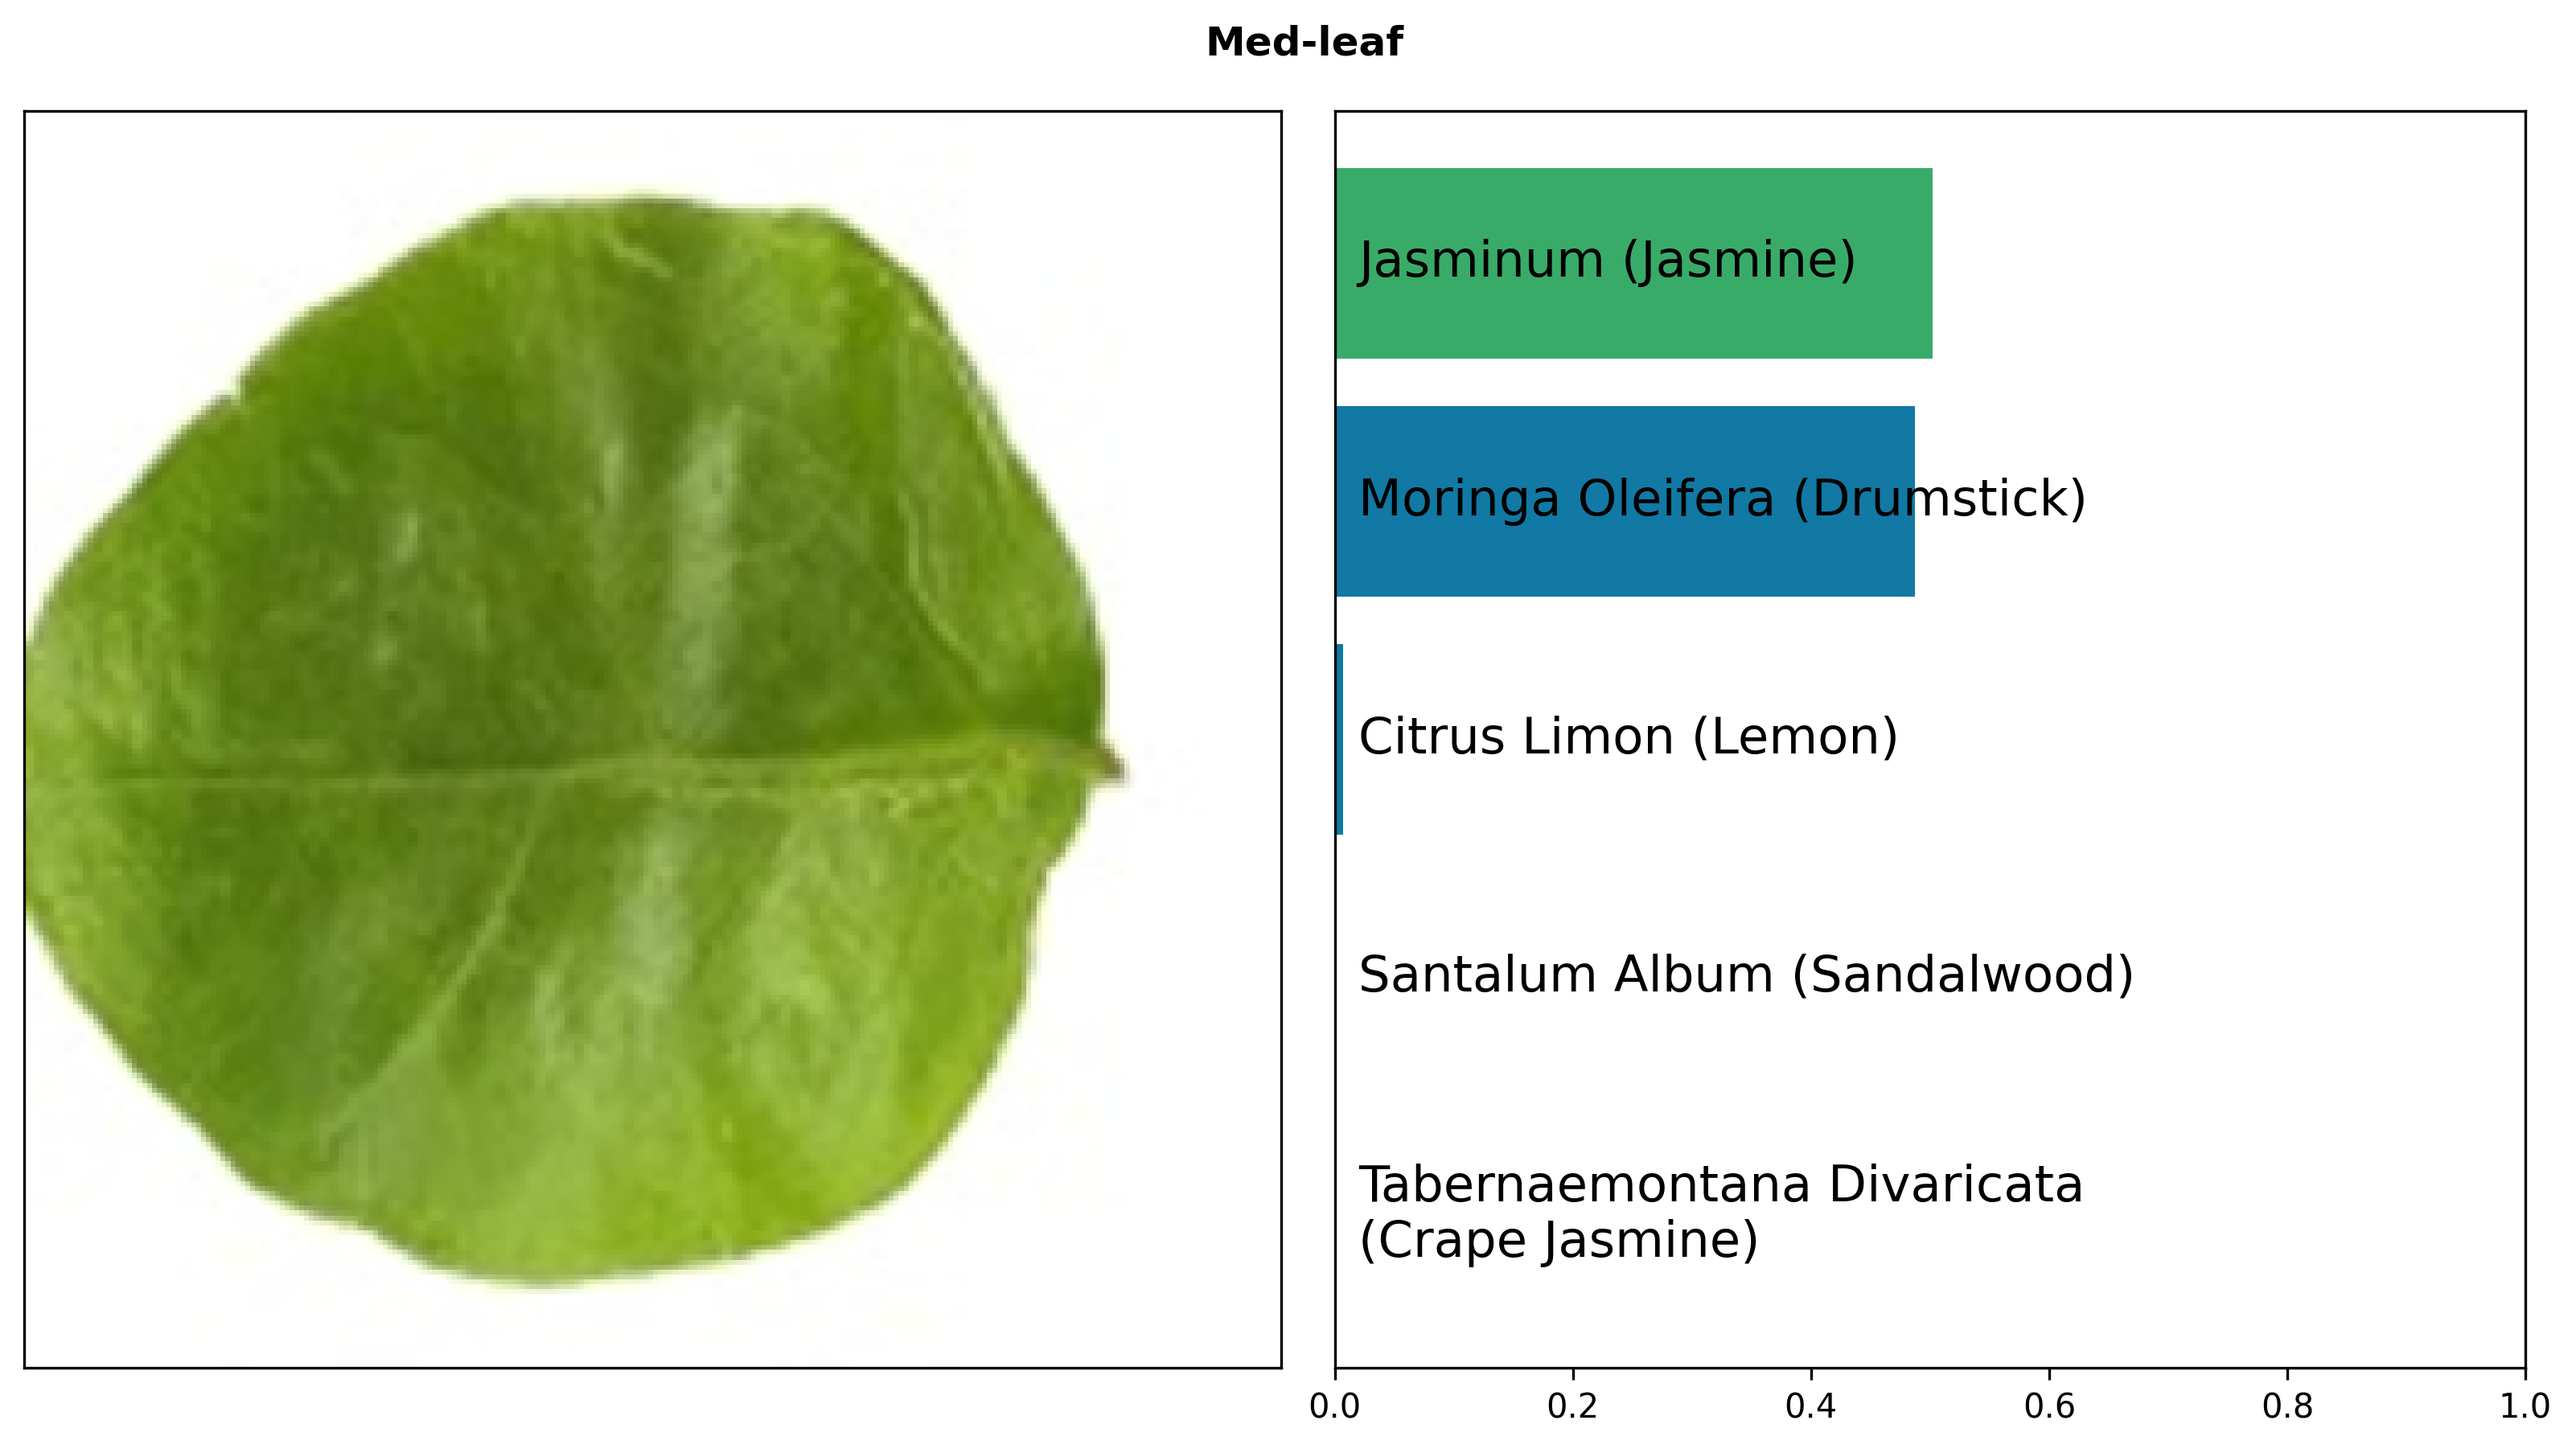 Med-leaf
Jasminum (Jasmine)
Moringa Oleifera (Drumstick)
Citrus Limon (Lemon)
Santalum Album (Sandalwood)
Tabernaemontana Divaricata
(Crape Jasmine)
0.0 0.2 0.4 0.6 0.8 1.0